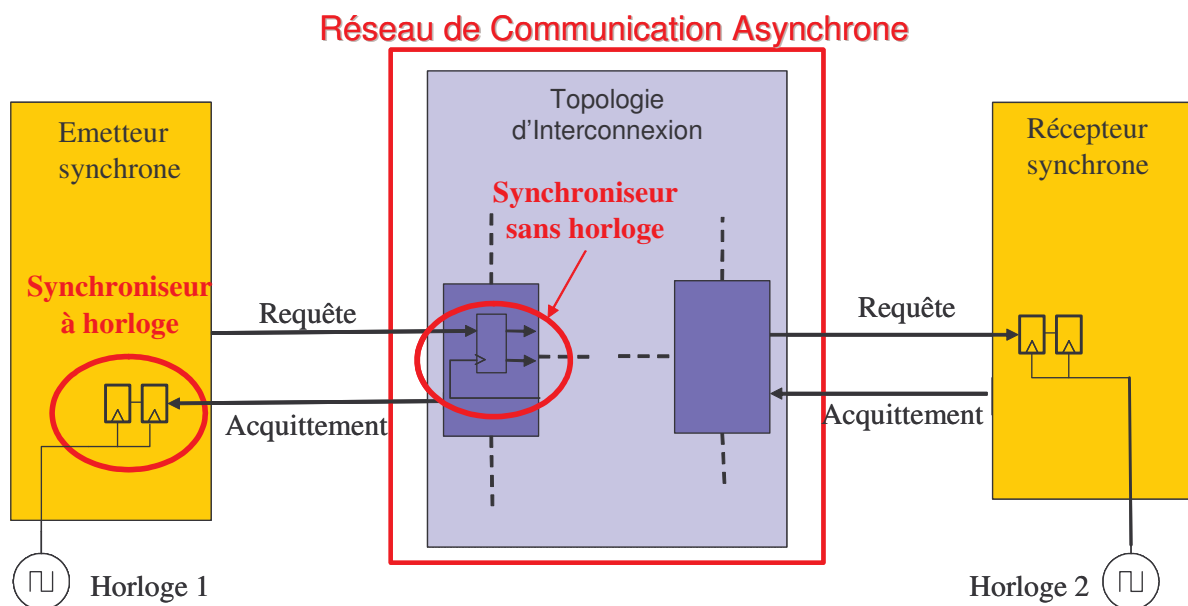 Réseau de Communication Asynchrone
Topologie
d'Interconnexion
Emetteur
synchrone
Récepteur
synchrone
Synchroniseur
sans horloge
Synchroniseur
à horloge
Requête
Requête
Acquittement
Acquittement
Horloge 1
Horloge 2